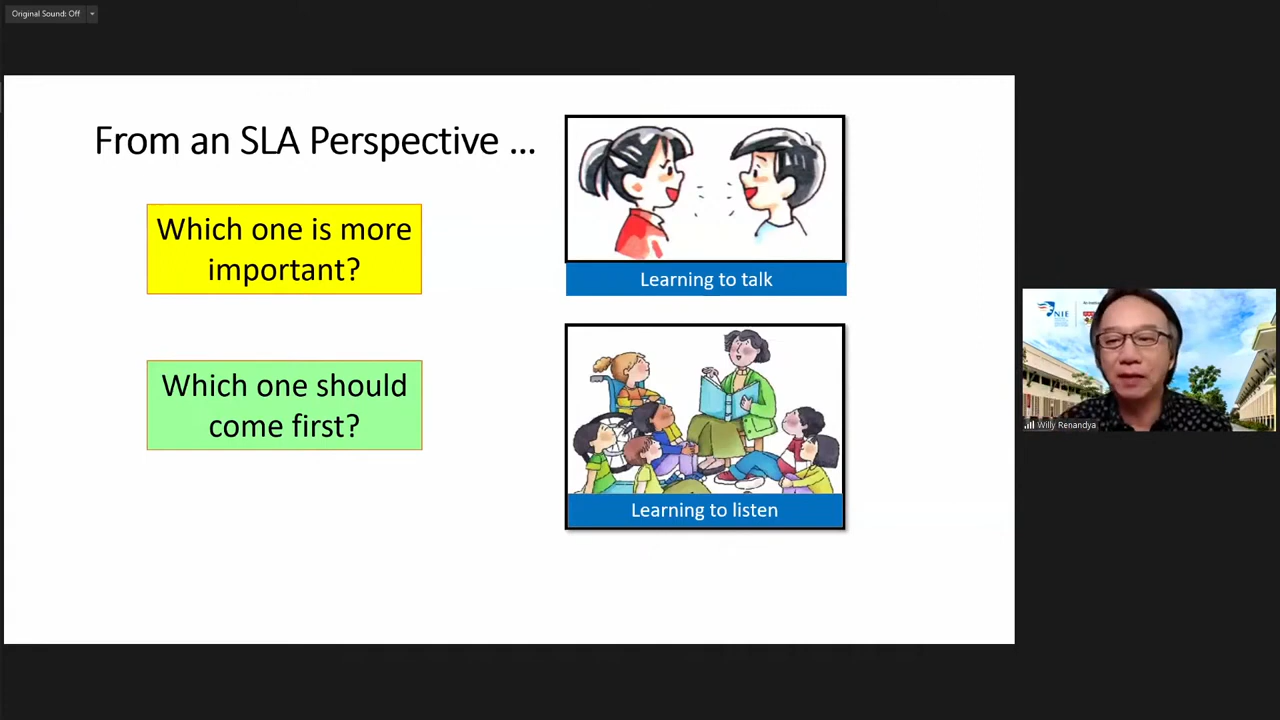 Original Sound: Off
From an SLA Perspective ...
Which one is more
important?
Learning to talk
Which one should
come first?
Learning to listen
NIE
Willy Renandya